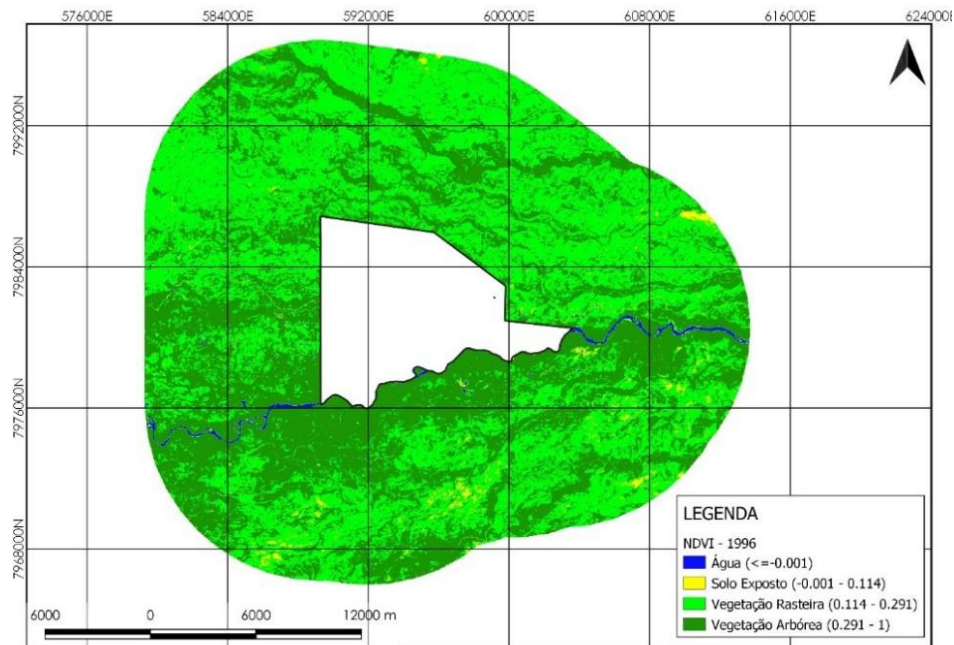 576000E 584000E 592000E 600000E 608000E 616000E 624000E
7992000N
7984000N
7976000N
7968000N
LEGENDA
NDVI - 1996
Água (<=-0.001)
Solo Exposto (-0.001 - 0.114)
Vegetação Rasteira (0.114 - 0.291)
Vegetação Arbórea (0.291 - 1)
6000 0 6000 12000 m